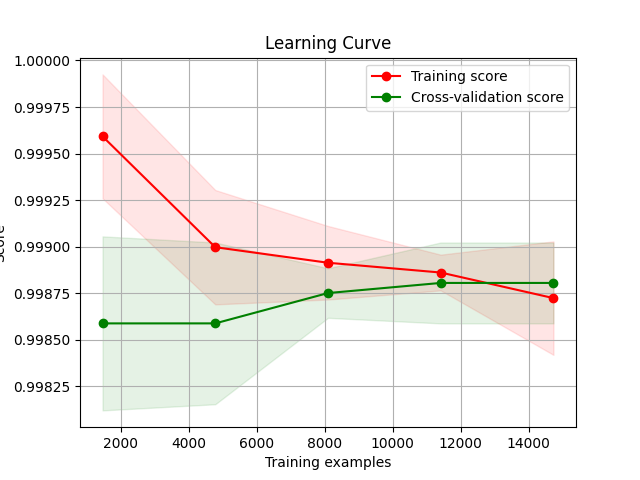 Learning Curve
Training score
Cross-validation score
1.00000
0.99975
0.99950
0.99925
0.99900
0.99875
0.99850
0.99825
Score
2000 4000 6000 8000 10000 12000 14000
Training examples